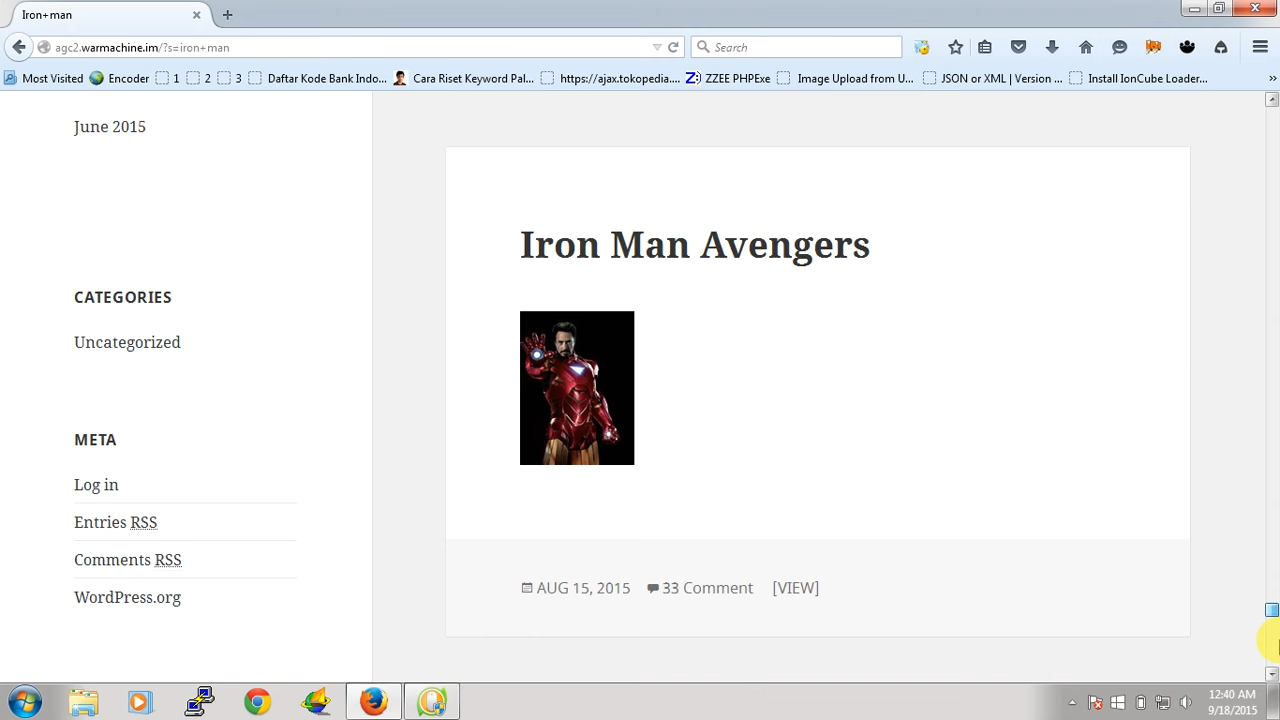 Iron+man
agc2.warmachine.im/?s=iron+man
Search
Most Visited
Encoder
1
2
3
Daftar Kode Bank Indo...
Cara Riset Keyword Pal...
https://ajax.tokopedia....
ZZEE PHPExe
Image Upload from U...
JSON or XML | Version ...
Install IonCube Loader...
June 2015
CATEGORIES
Uncategorized
META
Log in
Entries RSS
Comments RSS
WordPress.org
Iron Man Avengers
AUG 15, 2015 33 Comment [VIEW]
12:40 AM
9/18/2015